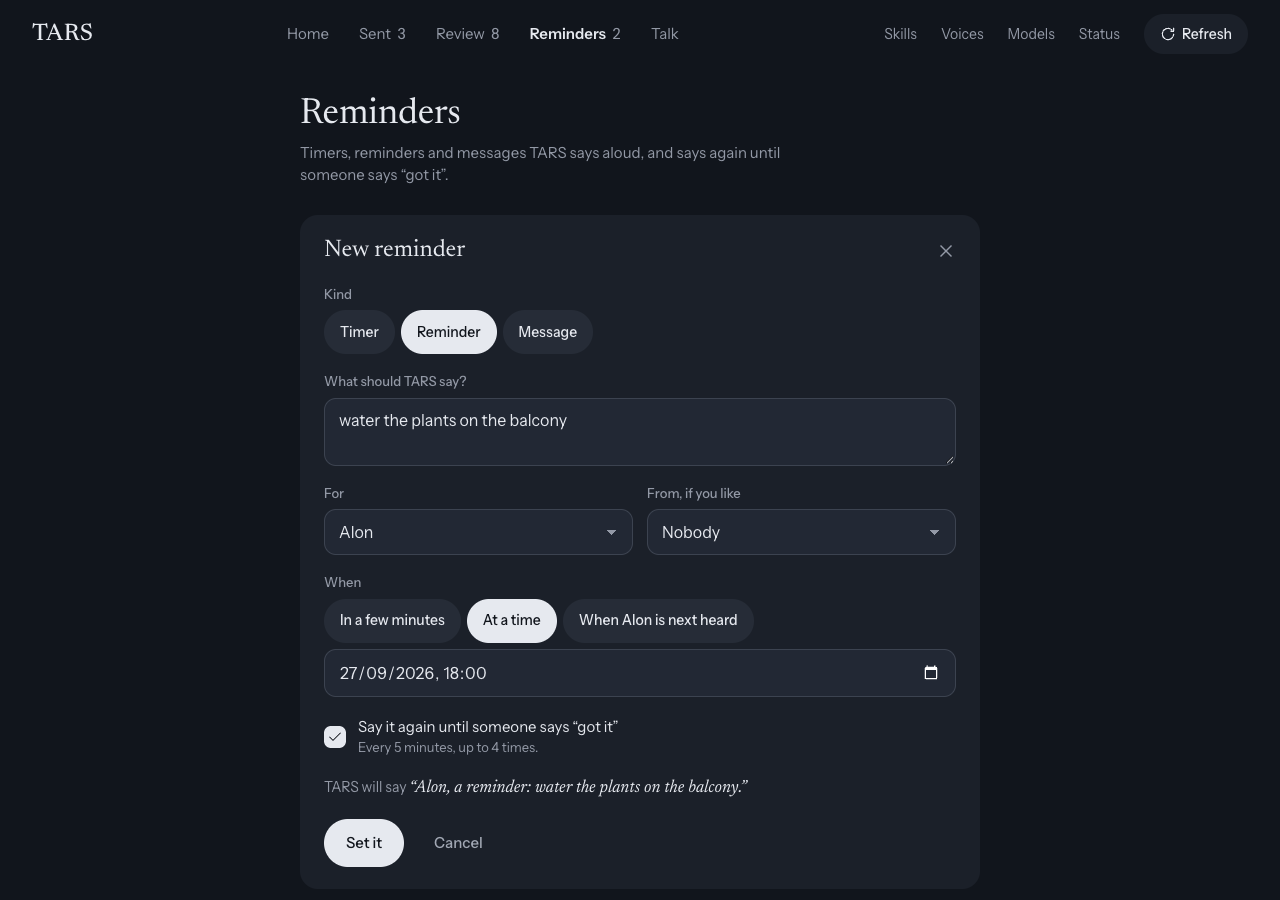 TARS
Home
Sent 3
Review 8
Reminders 2
Talk
Skills
Voices
Models
Status
Refresh
Reminders
Timers, reminders and messages TARS says aloud, and says again until
someone says “got it”.
New reminder
Kind
Timer
Reminder
Message
What should TARS say?
water the plants on the balcony
For
From, if you like
Alon
Nobody
When
In a few minutes
At a time
When Alon is next heard
27/09/2026, 18:00
Say it again until someone says “got it”
Every 5 minutes, up to 4 times.
TARS will say “Alon, a reminder: water the plants on the balcony.”
Set it
Cancel